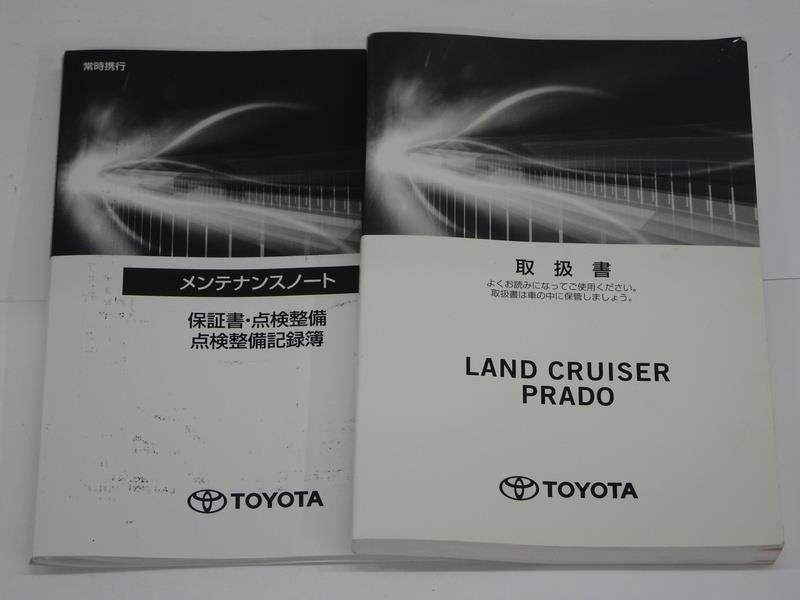 常時携行
メンテナンスノート
保証書・点検整備
点検整備記録簿
TOYOTA
取扱書
よくお読みになってご使用ください。
取扱書は車の中に保管しましょう。
LAND CRUISER
PRADO
TOYOTA